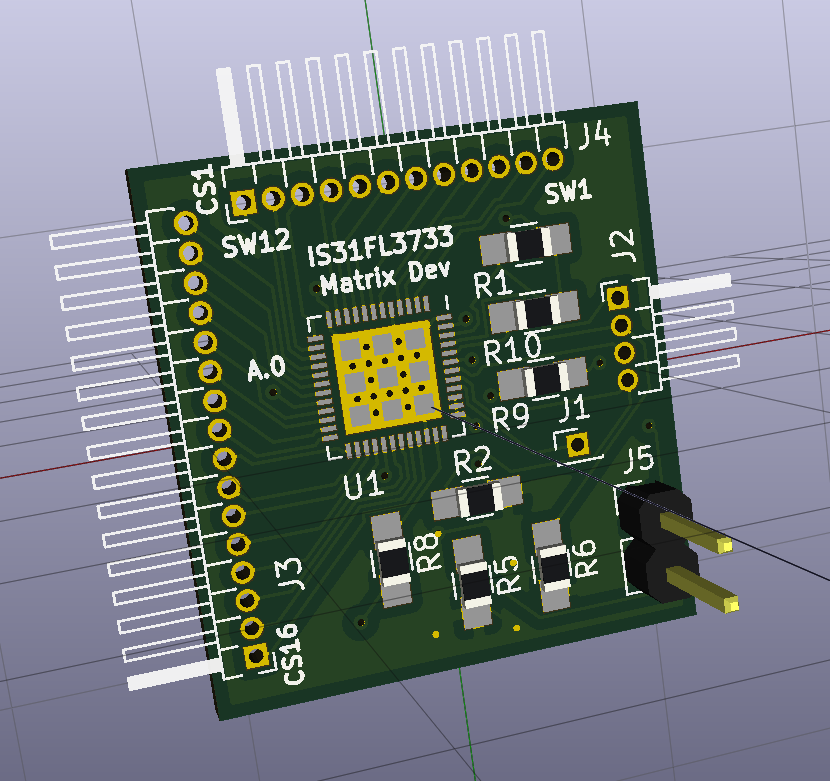 CS1
J4
SW12
SW1
IS31FL3733
Matrix Dev
J2
R1
R10
A.0
R9
J1
R2
U1
J5
R8
R5
R6
J3
CS16